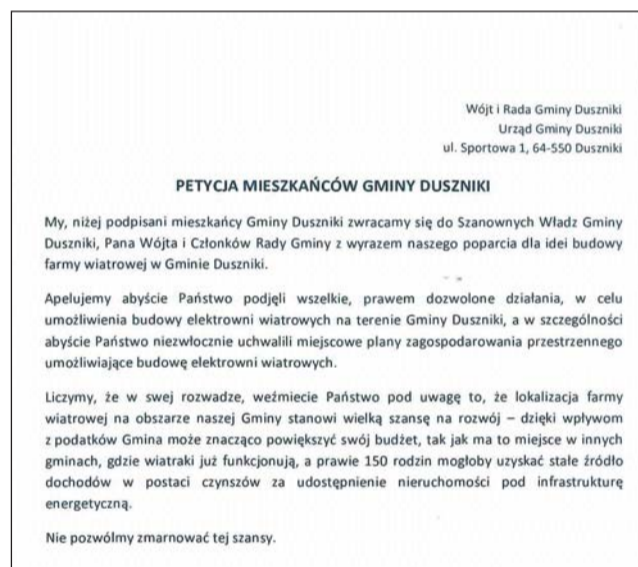 Wójt i Rada Gminy Duszniki
Urząd Gminy Duszniki
ul. Sportowa 1, 64-550 Duszniki
PETYCJA MIESZKAŃCÓW GMINY DUSZNIKI
My, niżej podpisani mieszkańcy Gminy Duszniki zwracamy się do Szanownych Władz Gminy
Duszniki, Pana Wójta i Członków Rady Gminy z wyrazem naszego poparcia dla idei budowy
farmy wiatrowej w Gminie Duszniki.
Apelujemy abyście Państwo podjęli wszelkie, prawem dozwolone działania, w celu
umożliwienia budowy elektrowni wiatrowych na terenie Gminy Duszniki, a w szczególności
abyście Państwo niezwłocznie uchwalili miejscowe plany zagospodarowania przestrzennego
umożliwiające budowę elektrowni wiatrowych.
Liczymy, że w swej rozwadze, weźmiecie Państwo pod uwagę to, że lokalizacja farmy
wiatrowej na obszarze naszej Gminy stanowi wielką szansę na rozwój – dzięki wpływom
z podatków Gmina może znacząco powiększyć swój budżet, tak jak ma to miejsce w innych
gminach, gdzie wiatraki już funkcjonują, a prawie 150 rodzin mogłoby uzyskać stałe źródło
dochodów w postaci czynszów za udostępnienie nieruchomości pod infrastrukturę
energetyczną.
Nie pozwólmy zmarnować tej szansy.